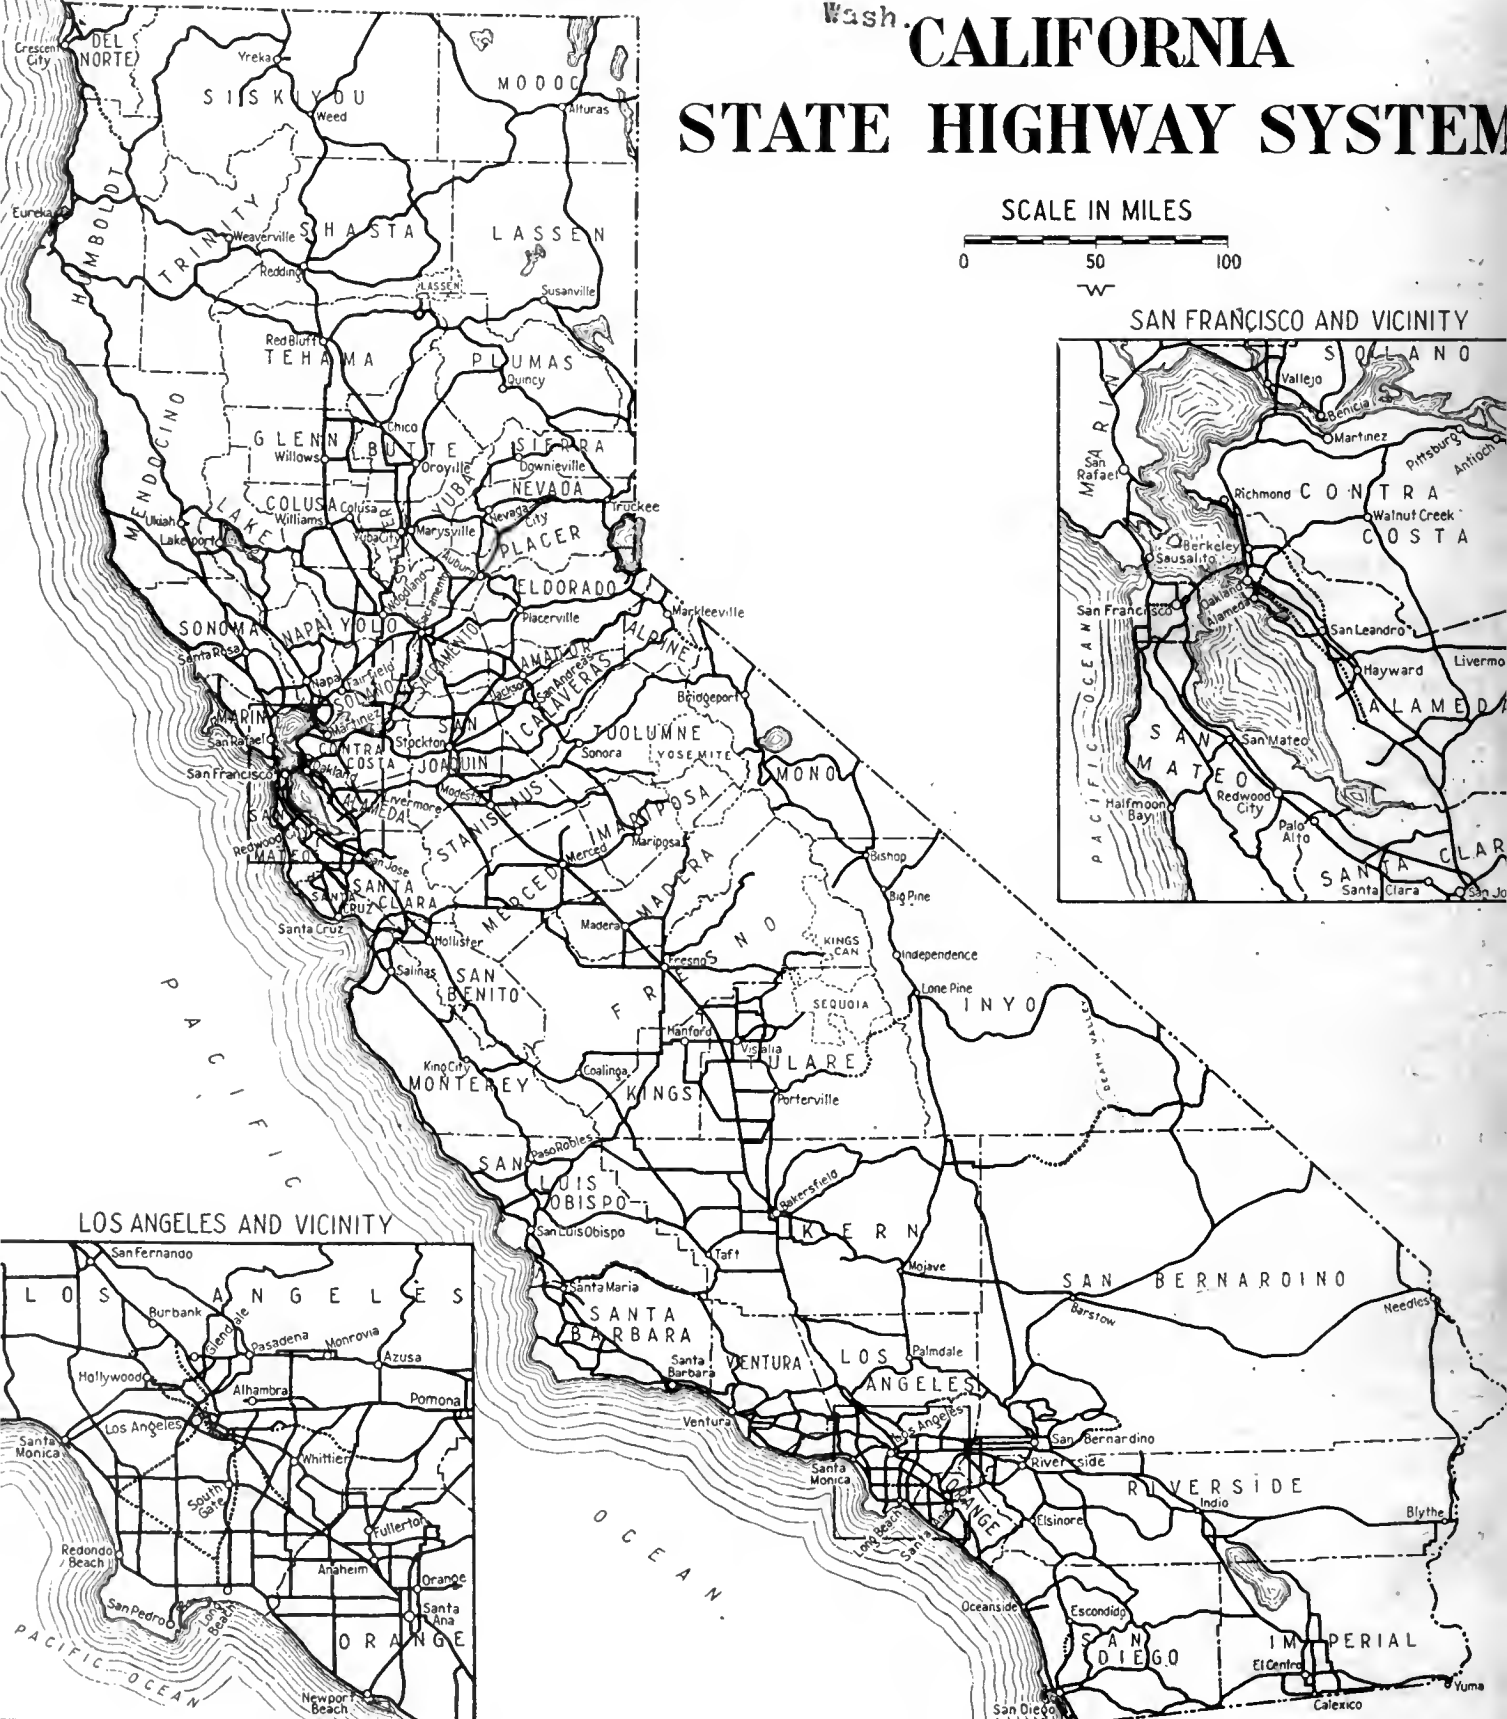 Wash.
CALIFORNIA
STATE HIGHWAY SYSTEM
SCALE IN MILES
0 50 100
Crescent City
DEL NORTE
Yreka
SISKIYOU
Weed
MODOC
Alturas
Eureka
HUMBOLDT
TRINITY
Weaverville
SHASTA
Redding
LASSEN
LASSEN
Susanville
Red Bluff
TEHAMA
PLUMAS
Quincy
MENDOCINO
GLENN
Willows
Chico
BUTTE
Oroville
SIERRA
Downieville
NEVADA
Nevada City
Truckee
COLUSA
Colusa
Williams
LAKE
Ukiah
Lakeport
SUTTER
YUBA
Yuba City
Marysville
PLACER
Auburn
ELDORADO
Placerville
Woodland
Sacramento
SONOMA
Santa Rosa
NAPA
YOLO
Napa
Fairfield
SOLANO
SACRAMENTO
AMADOR
Jackson
San Andreas
CALAVERAS
ALPINE
Markleeville
Bridgeport
MARIN
San Rafael
Martinez
CONTRA COSTA
Stockton
SAN JOAQUIN
TUOLUMNE
Sonora
YOSEMITE
MONO
San Francisco
Oakland
ALAMEDA
Livermore
Modesto
STANISLAUS
MARIPOSA
Mariposa
SAN MATEO
Redwood City
San Jose
SANTA CLARA
SANTA CRUZ
Santa Cruz
MERCED
Merced
MADERA
Madera
Bishop
Big Pine
Hollister
Salinas
SAN BENITO
FRESNO
Fresno
KINGS CAN
SEQUOIA
Independence
Lone Pine
INYO
DEATH VALLEY
King City
MONTEREY
Coalinga
Hanford
KINGS
Visalia
TULARE
Porterville
Paso Robles
SAN LUIS OBISPO
San Luis Obispo
Bakersfield
KERN
Taft
Mojave
Santa Maria
SANTA BARBARA
Santa Barbara
VENTURA
Ventura
LOS ANGELES
Palmdale
Los Angeles
Santa Monica
Long Beach
Santa Ana
ORANGE
SAN BERNARDINO
Barstow
Needles
San Bernardino
Riverside
RIVERSIDE
Elsinore
Indio
Blythe
Oceanside
Escondido
SAN DIEGO
San Diego
IMPERIAL
El Centro
Calexico
Yuma
PACIFIC
OCEAN
SAN FRANCISCO AND VICINITY
SOLANO
Vallejo
Benicia
Martinez
Pittsburg
Antioch
MARIN
San Rafael
Richmond
CONTRA COSTA
Walnut Creek
Berkeley
Sausalito
San Francisco
Oakland
Alameda
San Leandro
Hayward
Livermo
ALAMEDA
PACIFIC OCEAN
SAN MATEO
San Mateo
Halfmoon Bay
Redwood City
Palo Alto
SANTA CLAR
Santa Clara
San Jo
LOS ANGELES AND VICINITY
San Fernando
LOS ANGELES
Burbank
Glendale
Pasadena
Monrovia
Azusa
Hollywood
Alhambra
Pomona
Los Angeles
Santa Monica
Whittier
South Gate
Fullerton
Redondo Beach
Anaheim
Orange
San Pedro
Long Beach
Santa Ana
ORANGE
Newport Beach
PACIFIC OCEAN